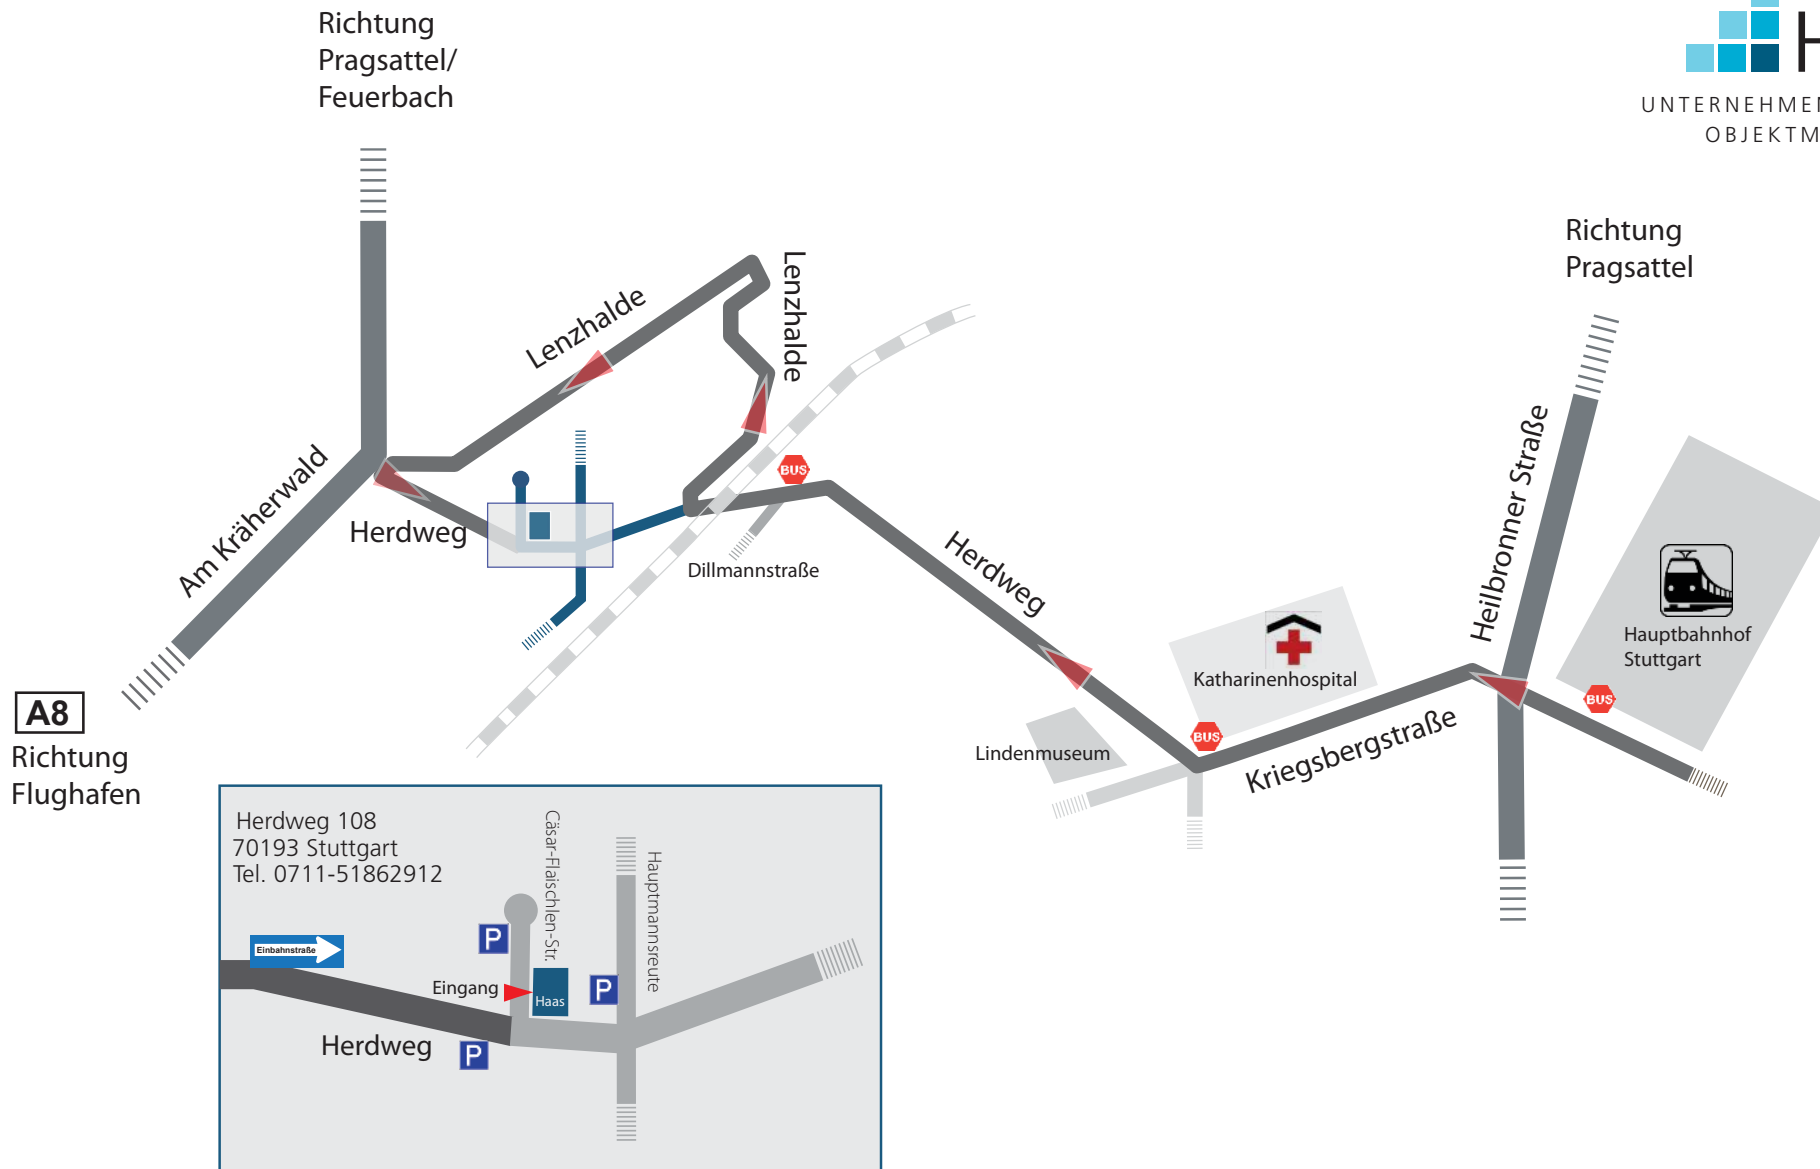 Richtung
Pragsattel/
Feuerbach
H
UNTERNEHMEN
OBJEKTM
Richtung
Pragsattel
Lenzhalde
Lenzhalde
Am Kräherwald
Herdweg
BUS
Dillmannstraße
Herdweg
Heilbronner Straße
Hauptbahnhof
Stuttgart
BUS
Katharinenhospital
BUS
Lindenmuseum
Kriegsbergstraße
A8
Richtung
Flughafen
Herdweg 108
70193 Stuttgart
Tel. 0711-51862912
Cäsar-Flaischlen-Str.
Hauptmannsreute
Einbahnstraße
P
Eingang
Haas
P
Herdweg
P